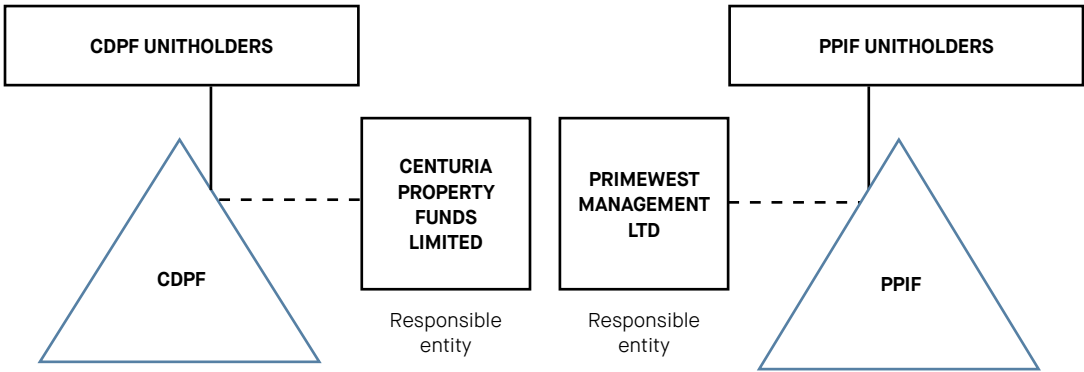 CDPF UNITHOLDERS
PPIF UNITHOLDERS
CENTURIA
PROPERTY
FUNDS
LIMITED
PRIMEWEST
MANAGEMENT
LTD
CDPF
PPIF
Responsible
entity
Responsible
entity